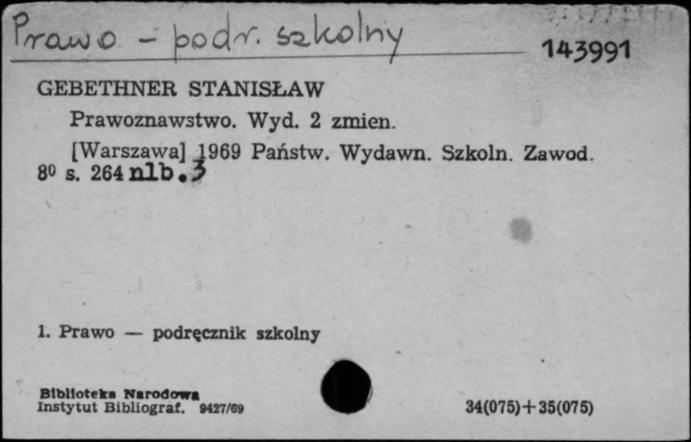 Prawo - podr. szkolny
143991
GEBETHNER STANISŁAW
Prawoznawstwo. Wyd. 2 zmien.
[Warszawa] 1969 Państw. Wydawn. Szkoln. Zawod.
8⁰ s. 264 nlb. 3
1. Prawo — podręcznik szkolny
Biblioteka Narodowa
Instytut Bibliograf. 9427/69
34(075)+35(075)